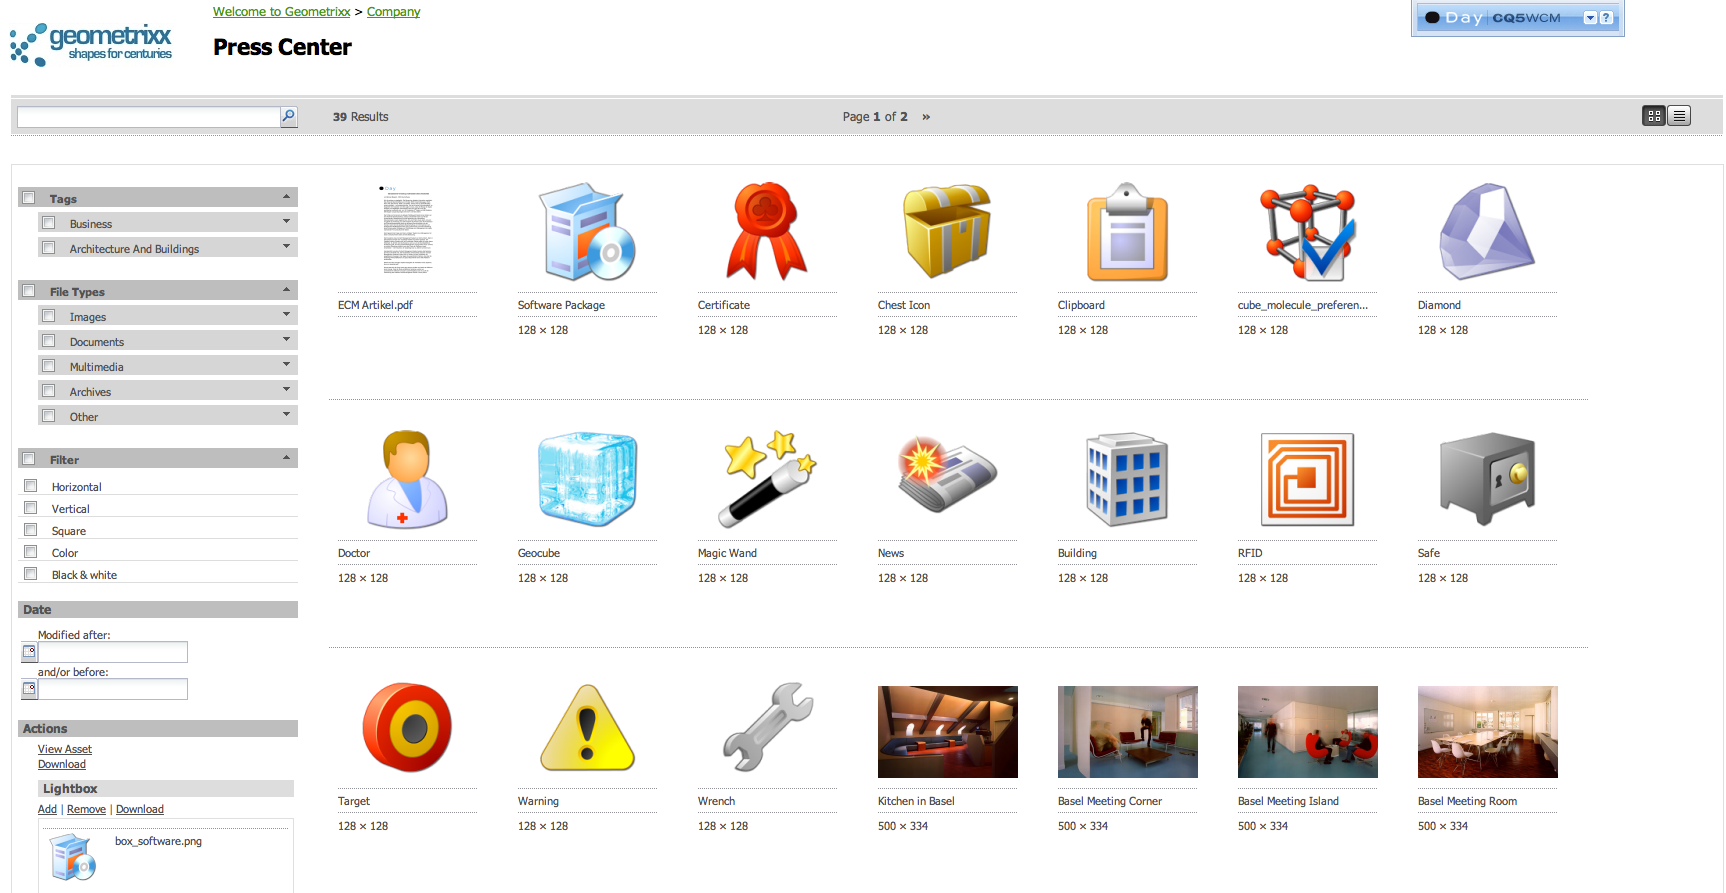 Welcome to Geometrixx > Company
geometrixx
shapes for centuries
Press Center
Day CQ5WCM ?
39 Results
Page 1 of 2 »
Tags
Business
Architecture And Buildings
File Types
Images
Documents
Multimedia
Archives
Other
Filter
Horizontal
Vertical
Square
Color
Black & white
Date
Modified after:
and/or before:
Actions
View Asset
Download
Lightbox
Add | Remove | Download
box_software.png
Day
ECM Artikel.pdf
Software Package
128 × 128
Certificate
128 × 128
Chest Icon
128 × 128
Clipboard
128 × 128
cube_molecule_preferen...
128 × 128
Diamond
128 × 128
Doctor
128 × 128
Geocube
128 × 128
Magic Wand
128 × 128
News
128 × 128
Building
128 × 128
RFID
128 × 128
Safe
128 × 128
Target
128 × 128
Warning
128 × 128
Wrench
128 × 128
Kitchen in Basel
500 × 334
Basel Meeting Corner
500 × 334
Basel Meeting Island
500 × 334
Basel Meeting Room
500 × 334